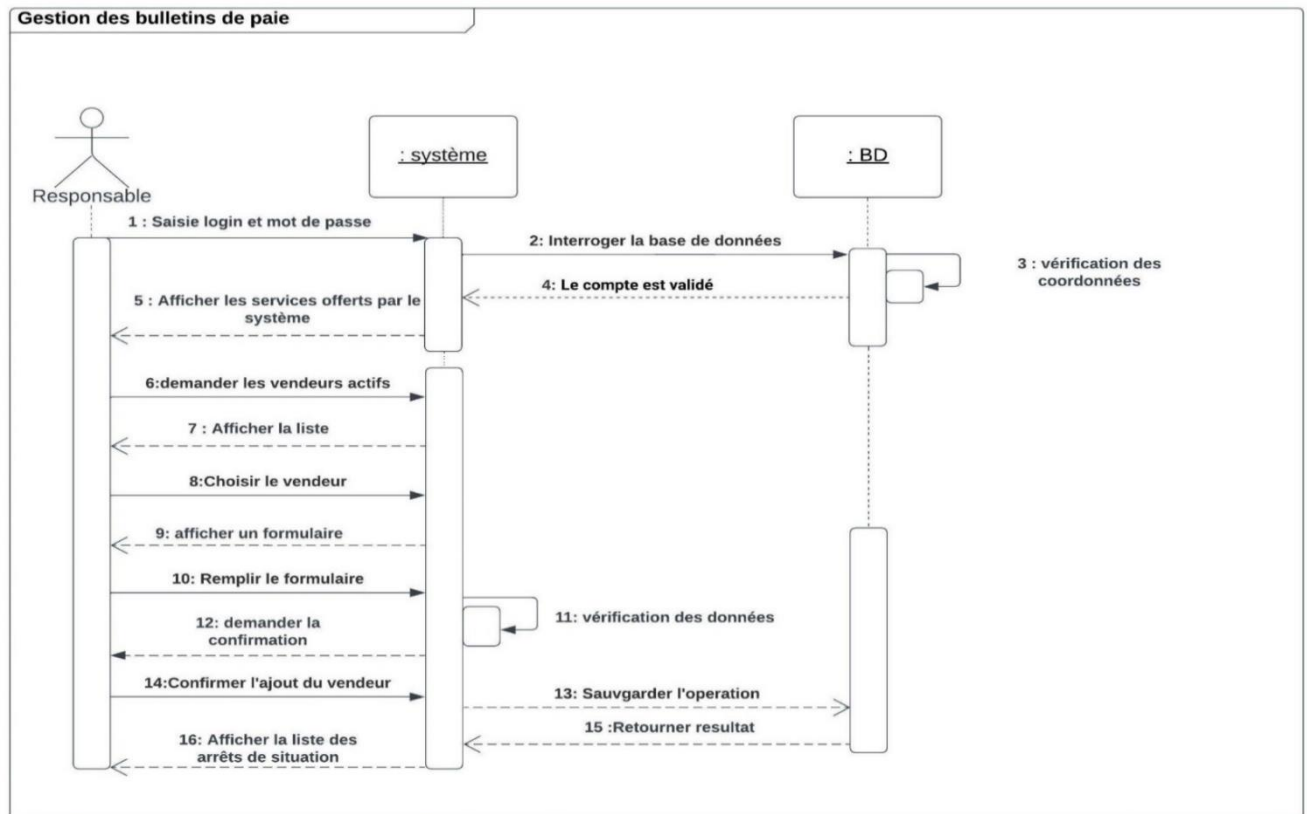 Gestion des bulletins de paie
: système
: BD
Responsable
1 : Saisie login et mot de passe
2: Interroger la base de données
3 : vérification des
coordonnées
4: Le compte est validé
5 : Afficher les services offerts par le
système
6:demander les vendeurs actifs
7 : Afficher la liste
8:Choisir le vendeur
9: afficher un formulaire
10: Remplir le formulaire
11: vérification des données
12: demander la
confirmation
14:Confirmer l'ajout du vendeur
13: Sauvgarder l'operation
15 :Retourner resultat
16: Afficher la liste des
arrêts de situation